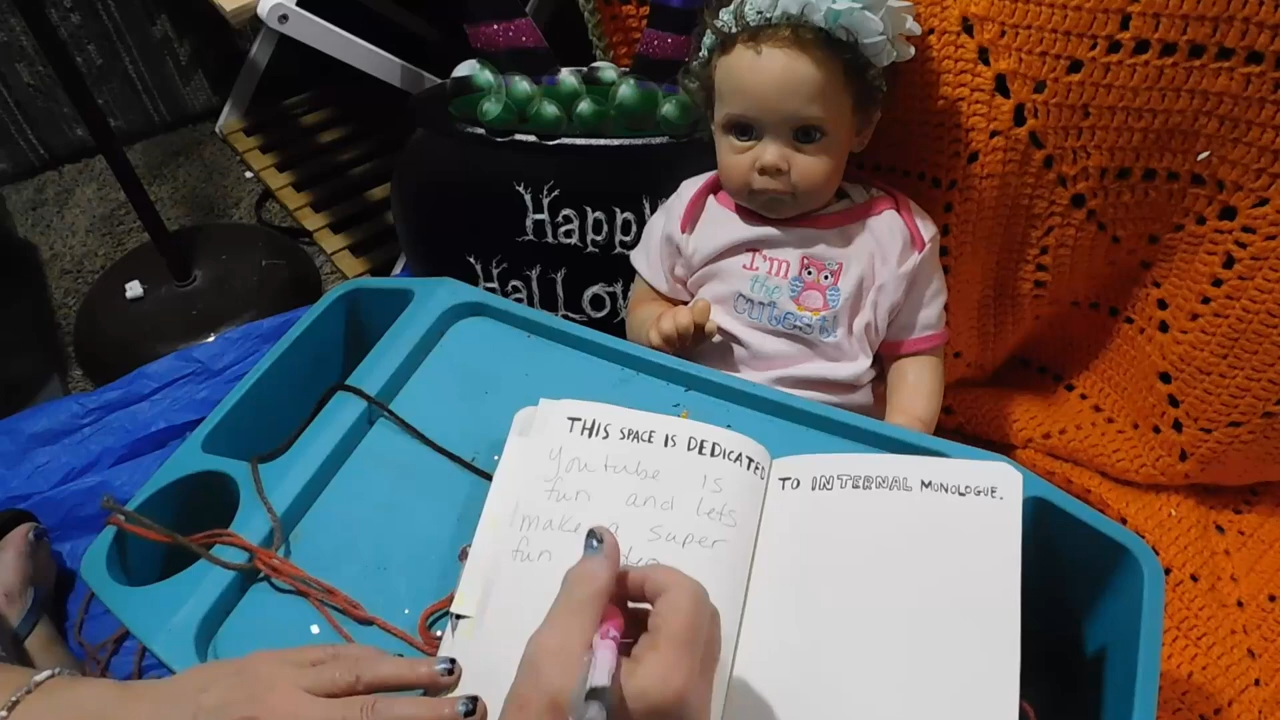 Happy
Hallow
I'm
the
cutest!
THIS SPACE IS DEDICATED
TO INTERNAL MONOLOGUE.
Youtube is
fun and lets
make a super
fun